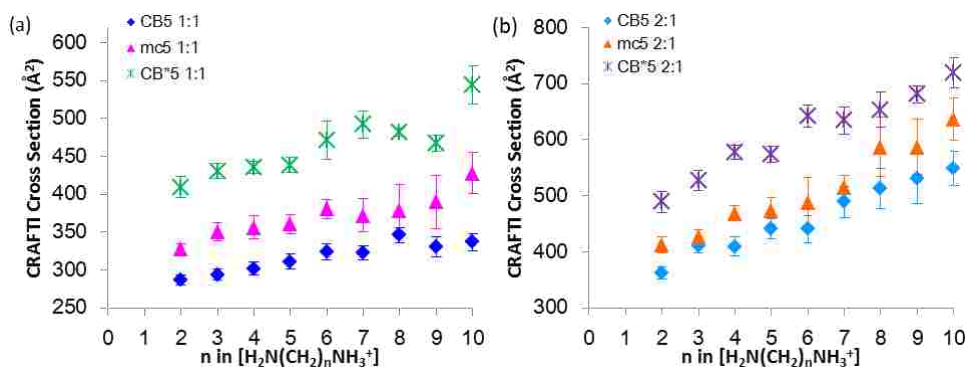 (a)
CB5 1:1
mc5 1:1
CB*5 1:1
CRAFTI Cross Section (Å²)
600
550
500
450
400
350
300
250
0 1 2 3 4 5 6 7 8 9 10
n in [H₂N(CH₂)ₙNH₃⁺]
(b)
CB5 2:1
mc5 2:1
CB*5 2:1
CRAFTI Cross Section (Å²)
800
700
600
500
400
300
0 1 2 3 4 5 6 7 8 9 10
n in [H₂N(CH₂)ₙNH₃⁺]